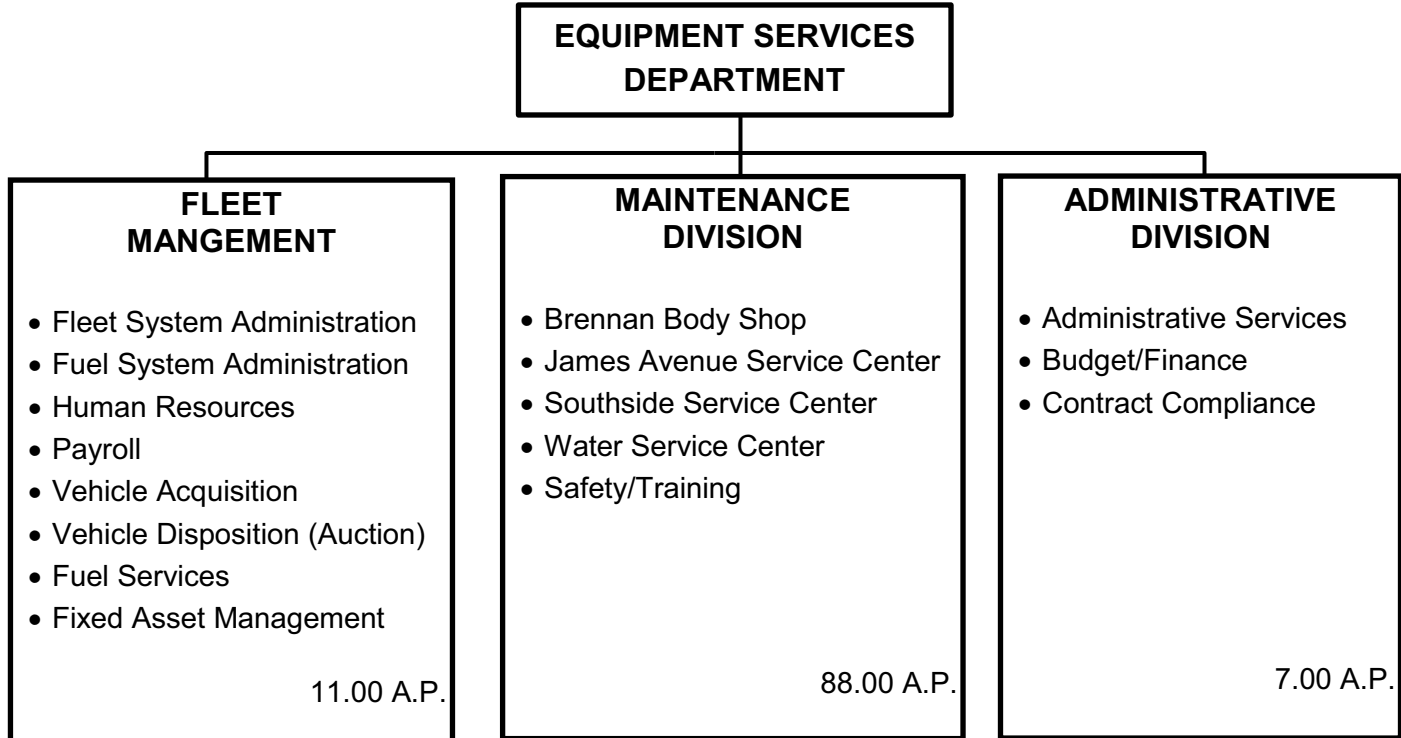 EQUIPMENT SERVICES
DEPARTMENT
FLEET
MANGEMENT
• Fleet System Administration
• Fuel System Administration
• Human Resources
• Payroll
• Vehicle Acquisition
• Vehicle Disposition (Auction)
• Fuel Services
• Fixed Asset Management
11.00 A.P.
MAINTENANCE
DIVISION
• Brennan Body Shop
• James Avenue Service Center
• Southside Service Center
• Water Service Center
• Safety/Training
88.00 A.P.
ADMINISTRATIVE
DIVISION
• Administrative Services
• Budget/Finance
• Contract Compliance
7.00 A.P.